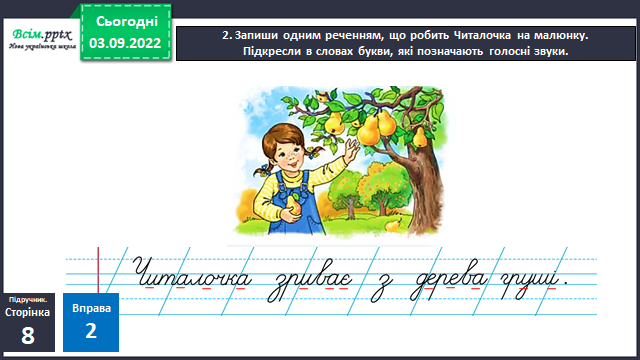 Всім.pptx
Нова українська школа
Сьогодні
03.09.2022
2. Запиши одним реченням, що робить Читалочка на малюнку.
Підкресли в словах букви, які позначають голосні звуки.
Читалочка зриває з дерева груші.
Підручник.
Сторінка
8
Вправа
2